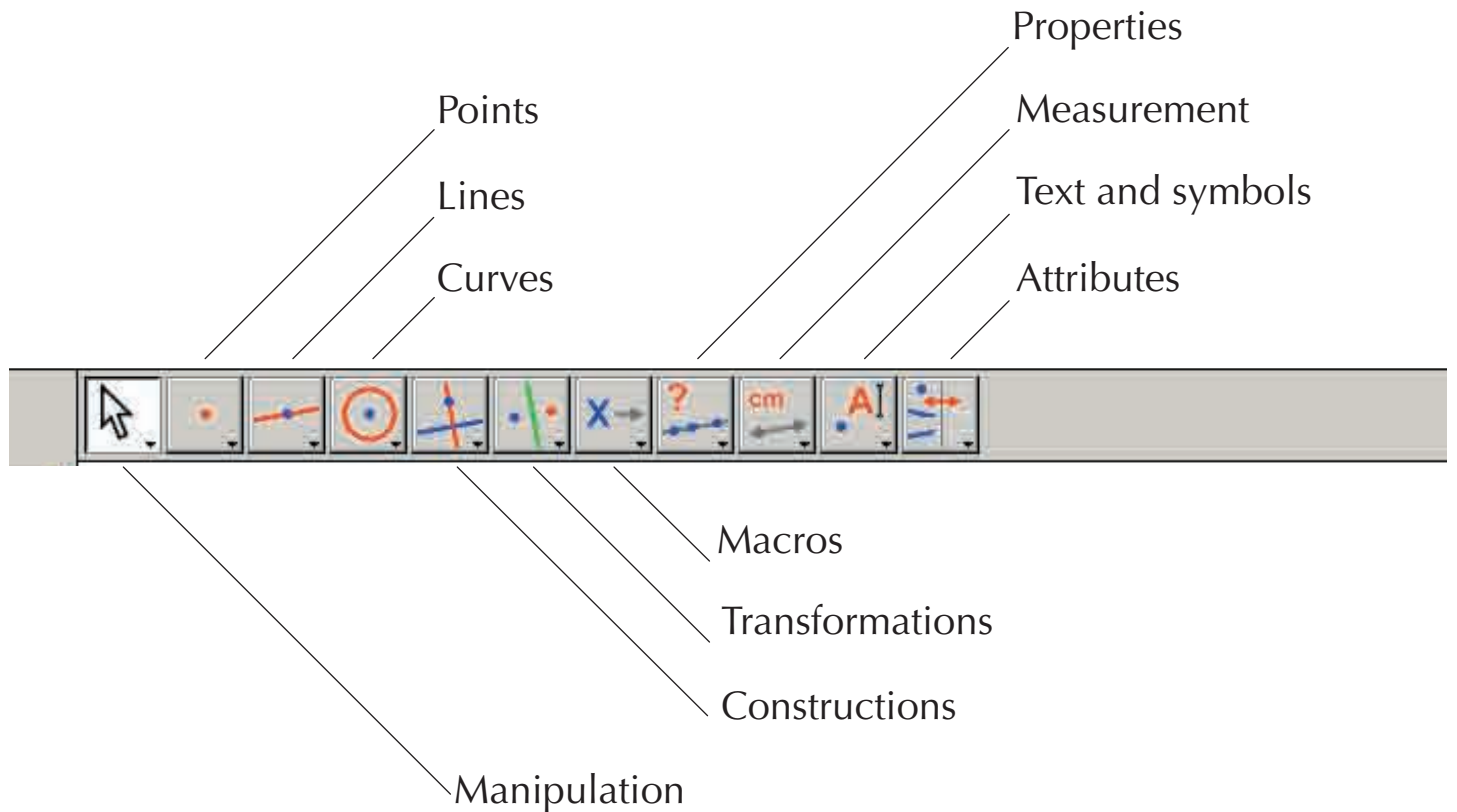 Properties
Points
Measurement
Lines
Text and symbols
Curves
Attributes
X
?
cm
A
Macros
Transformations
Constructions
Manipulation